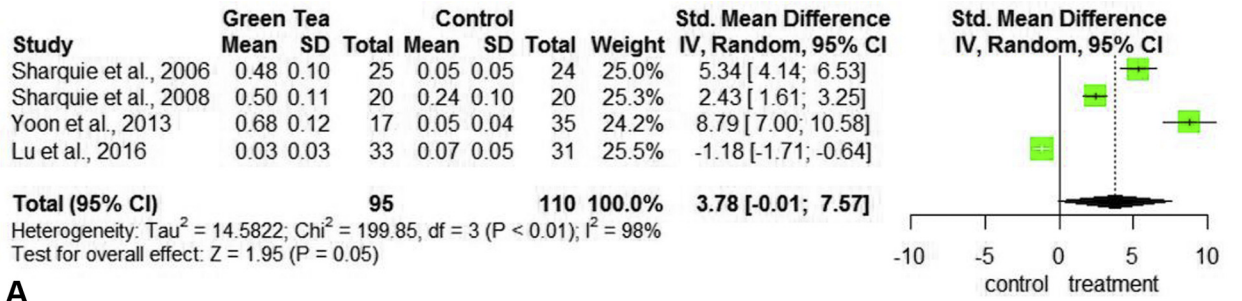 Green Tea Control Std. Mean Difference Std. Mean Difference
Study Mean SD Total Mean SD Total Weight IV, Random, 95% CI IV, Random, 95% CI
Sharquie et al., 2006 0.48 0.10 25 0.05 0.05 24 25.0% 5.34 [ 4.14; 6.53]
Sharquie et al., 2008 0.50 0.11 20 0.24 0.10 20 25.3% 2.43 [ 1.61; 3.25]
Yoon et al., 2013 0.68 0.12 17 0.05 0.04 35 24.2% 8.79 [ 7.00; 10.58]
Lu et al., 2016 0.03 0.03 33 0.07 0.05 31 25.5% -1.18 [-1.71; -0.64]
Total (95% CI) 95 110 100.0% 3.78 [-0.01; 7.57]
Heterogeneity: Tau² = 14.5822; Chi² = 199.85, df = 3 (P < 0.01); I² = 98%
Test for overall effect: Z = 1.95 (P = 0.05)
-10 -5 0 5 10
control treatment
A